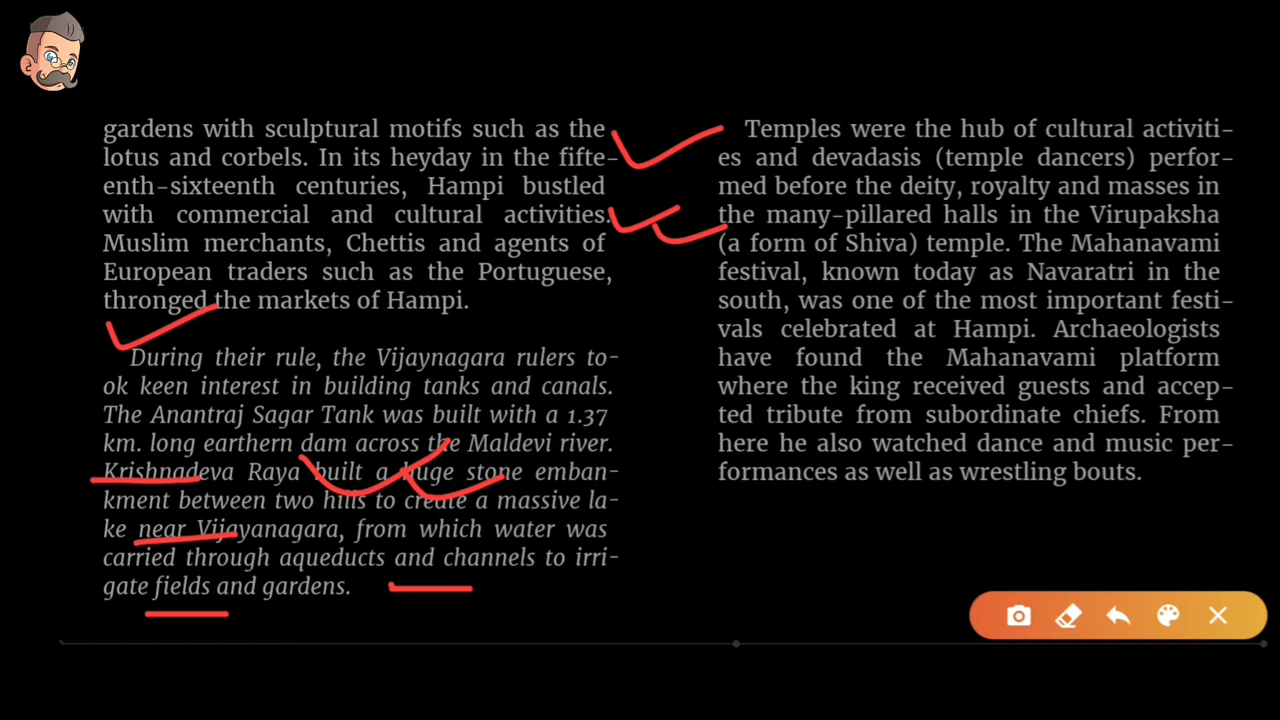 gardens with sculptural motifs such as the
lotus and corbels. In its heyday in the fifte-
enth-sixteenth centuries, Hampi bustled
with commercial and cultural activities.
Muslim merchants, Chettis and agents of
European traders such as the Portuguese,
thronged the markets of Hampi.
During their rule, the Vijaynagara rulers to-
ok keen interest in building tanks and canals.
The Anantraj Sagar Tank was built with a 1.37
km. long earthern dam across the Maldevi river.
Krishnadeva Raya built a huge stone emban-
kment between two hills to create a massive la-
ke near Vijayanagara, from which water was
carried through aqueducts and channels to irri-
gate fields and gardens.
Temples were the hub of cultural activiti-
es and devadasis (temple dancers) perfor-
med before the deity, royalty and masses in
the many-pillared halls in the Virupaksha
(a form of Shiva) temple. The Mahanavami
festival, known today as Navaratri in the
south, was one of the most important festi-
vals celebrated at Hampi. Archaeologists
have found the Mahanavami platform
where the king received guests and accep-
ted tribute from subordinate chiefs. From
here he also watched dance and music per-
formances as well as wrestling bouts.